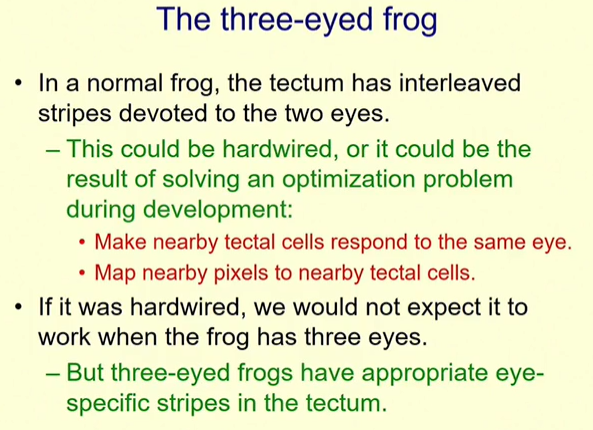 The three-eyed frog
• In a normal frog, the tectum has interleaved
stripes devoted to the two eyes.
– This could be hardwired, or it could be the
result of solving an optimization problem
during development:
• Make nearby tectal cells respond to the same eye.
• Map nearby pixels to nearby tectal cells.
• If it was hardwired, we would not expect it to
work when the frog has three eyes.
– But three-eyed frogs have appropriate eye-
specific stripes in the tectum.